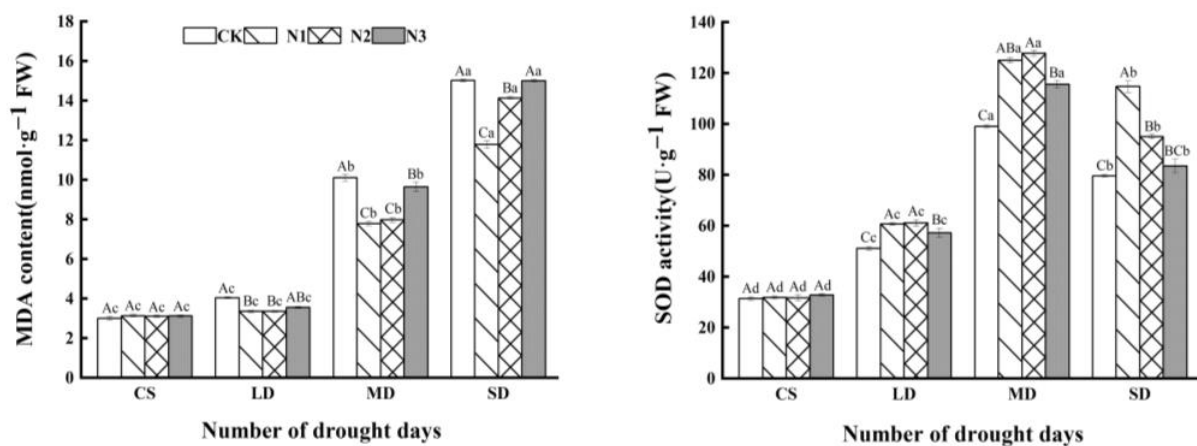 18
16
14
12
10
8
6
4
2
0
MDA content(nmol·g−1 FW)
CK N1 N2 N3
Ac Ac Ac Ac
Ac Bc Bc ABc
Ab Cb Cb Bb
Aa Ca Ba Aa
CS LD MD SD
Number of drought days
140
120
100
80
60
40
20
0
SOD activity(U·g−1 FW)
Ad Ad Ad Ad
Cc Ac Ac Bc
Ca ABa Aa Ba
Cb Ab Bb BCb
CS LD MD SD
Number of drought days